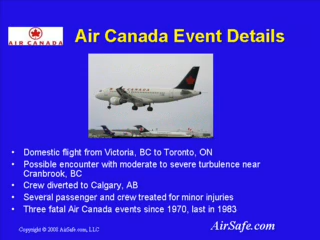 AIR CANADA
Air Canada Event Details
• Domestic flight from Victoria, BC to Toronto, ON
• Possible encounter with moderate to severe turbulence near
Cranbrook, BC
• Crew diverted to Calgary, AB
• Several passenger and crew treated for minor injuries
• Three fatal Air Canada events since 1970, last in 1983
Copyright © 2008 AirSafe.com, LLC
AirSafe.com